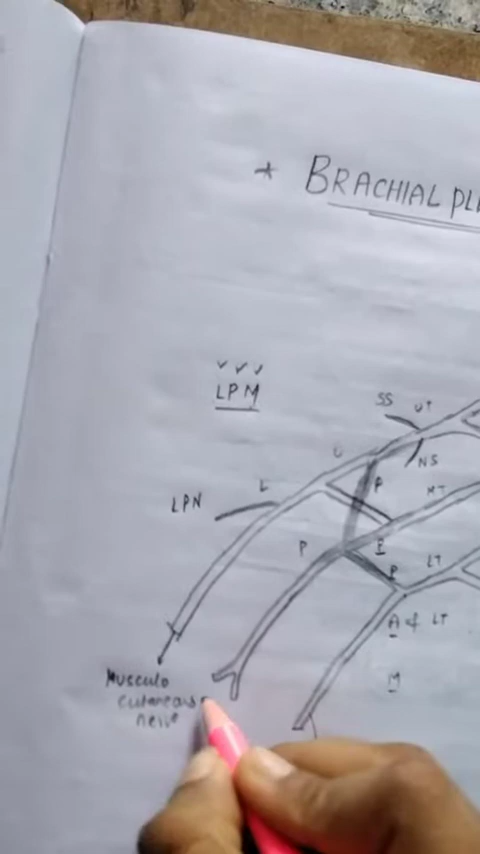 * BRACHIAL PL
LPM
SS UT
NS
P
MT
L
LPN
P
P
LT
A & LT
M
Musculo
cutaneous
nerve